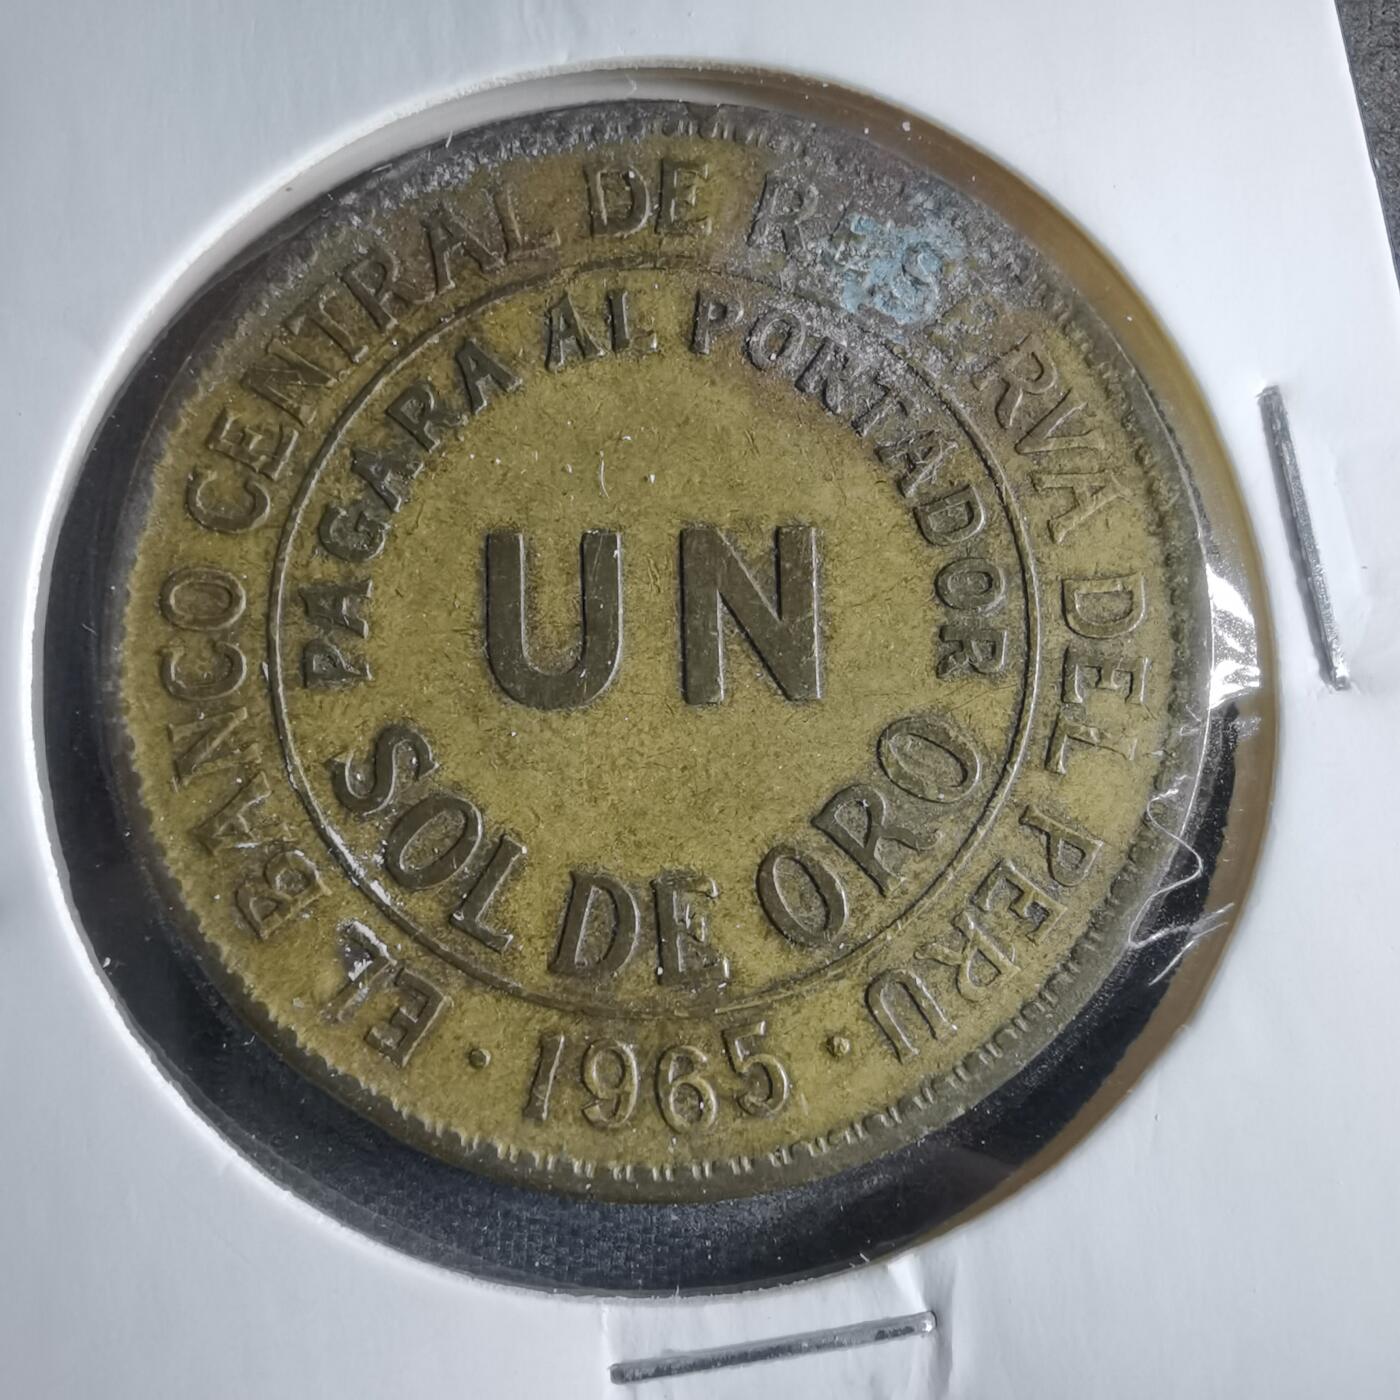 EL BANCO CENTRAL DE RESERVA DEL PERU
PAGARA AL PORTADOR
UN
SOL DE ORO
· 1965 ·